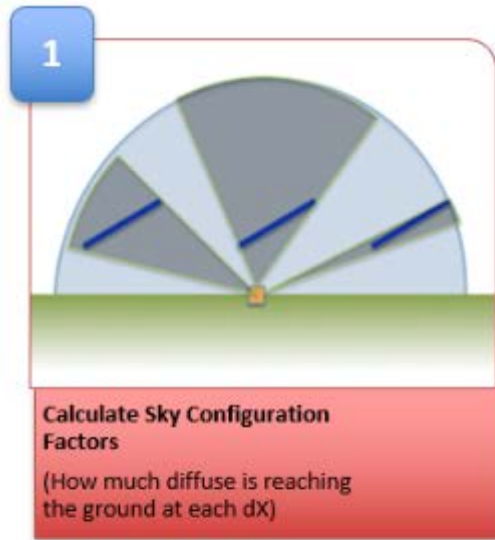 1
Calculate Sky Configuration
Factors
(How much diffuse is reaching
the ground at each dX)